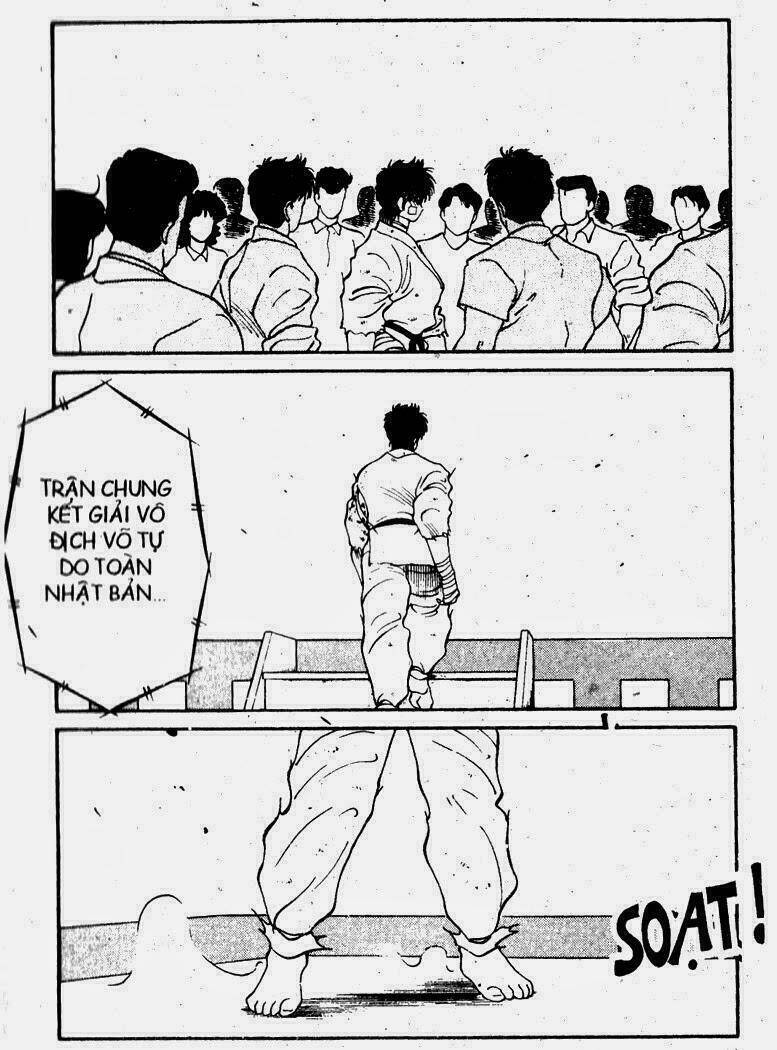 TRẬN CHUNG
KẾT GIẢI VÔ
ĐỊCH VÕ TỰ
DO TOÀN
NHẬT BẢN...
SOẠT!